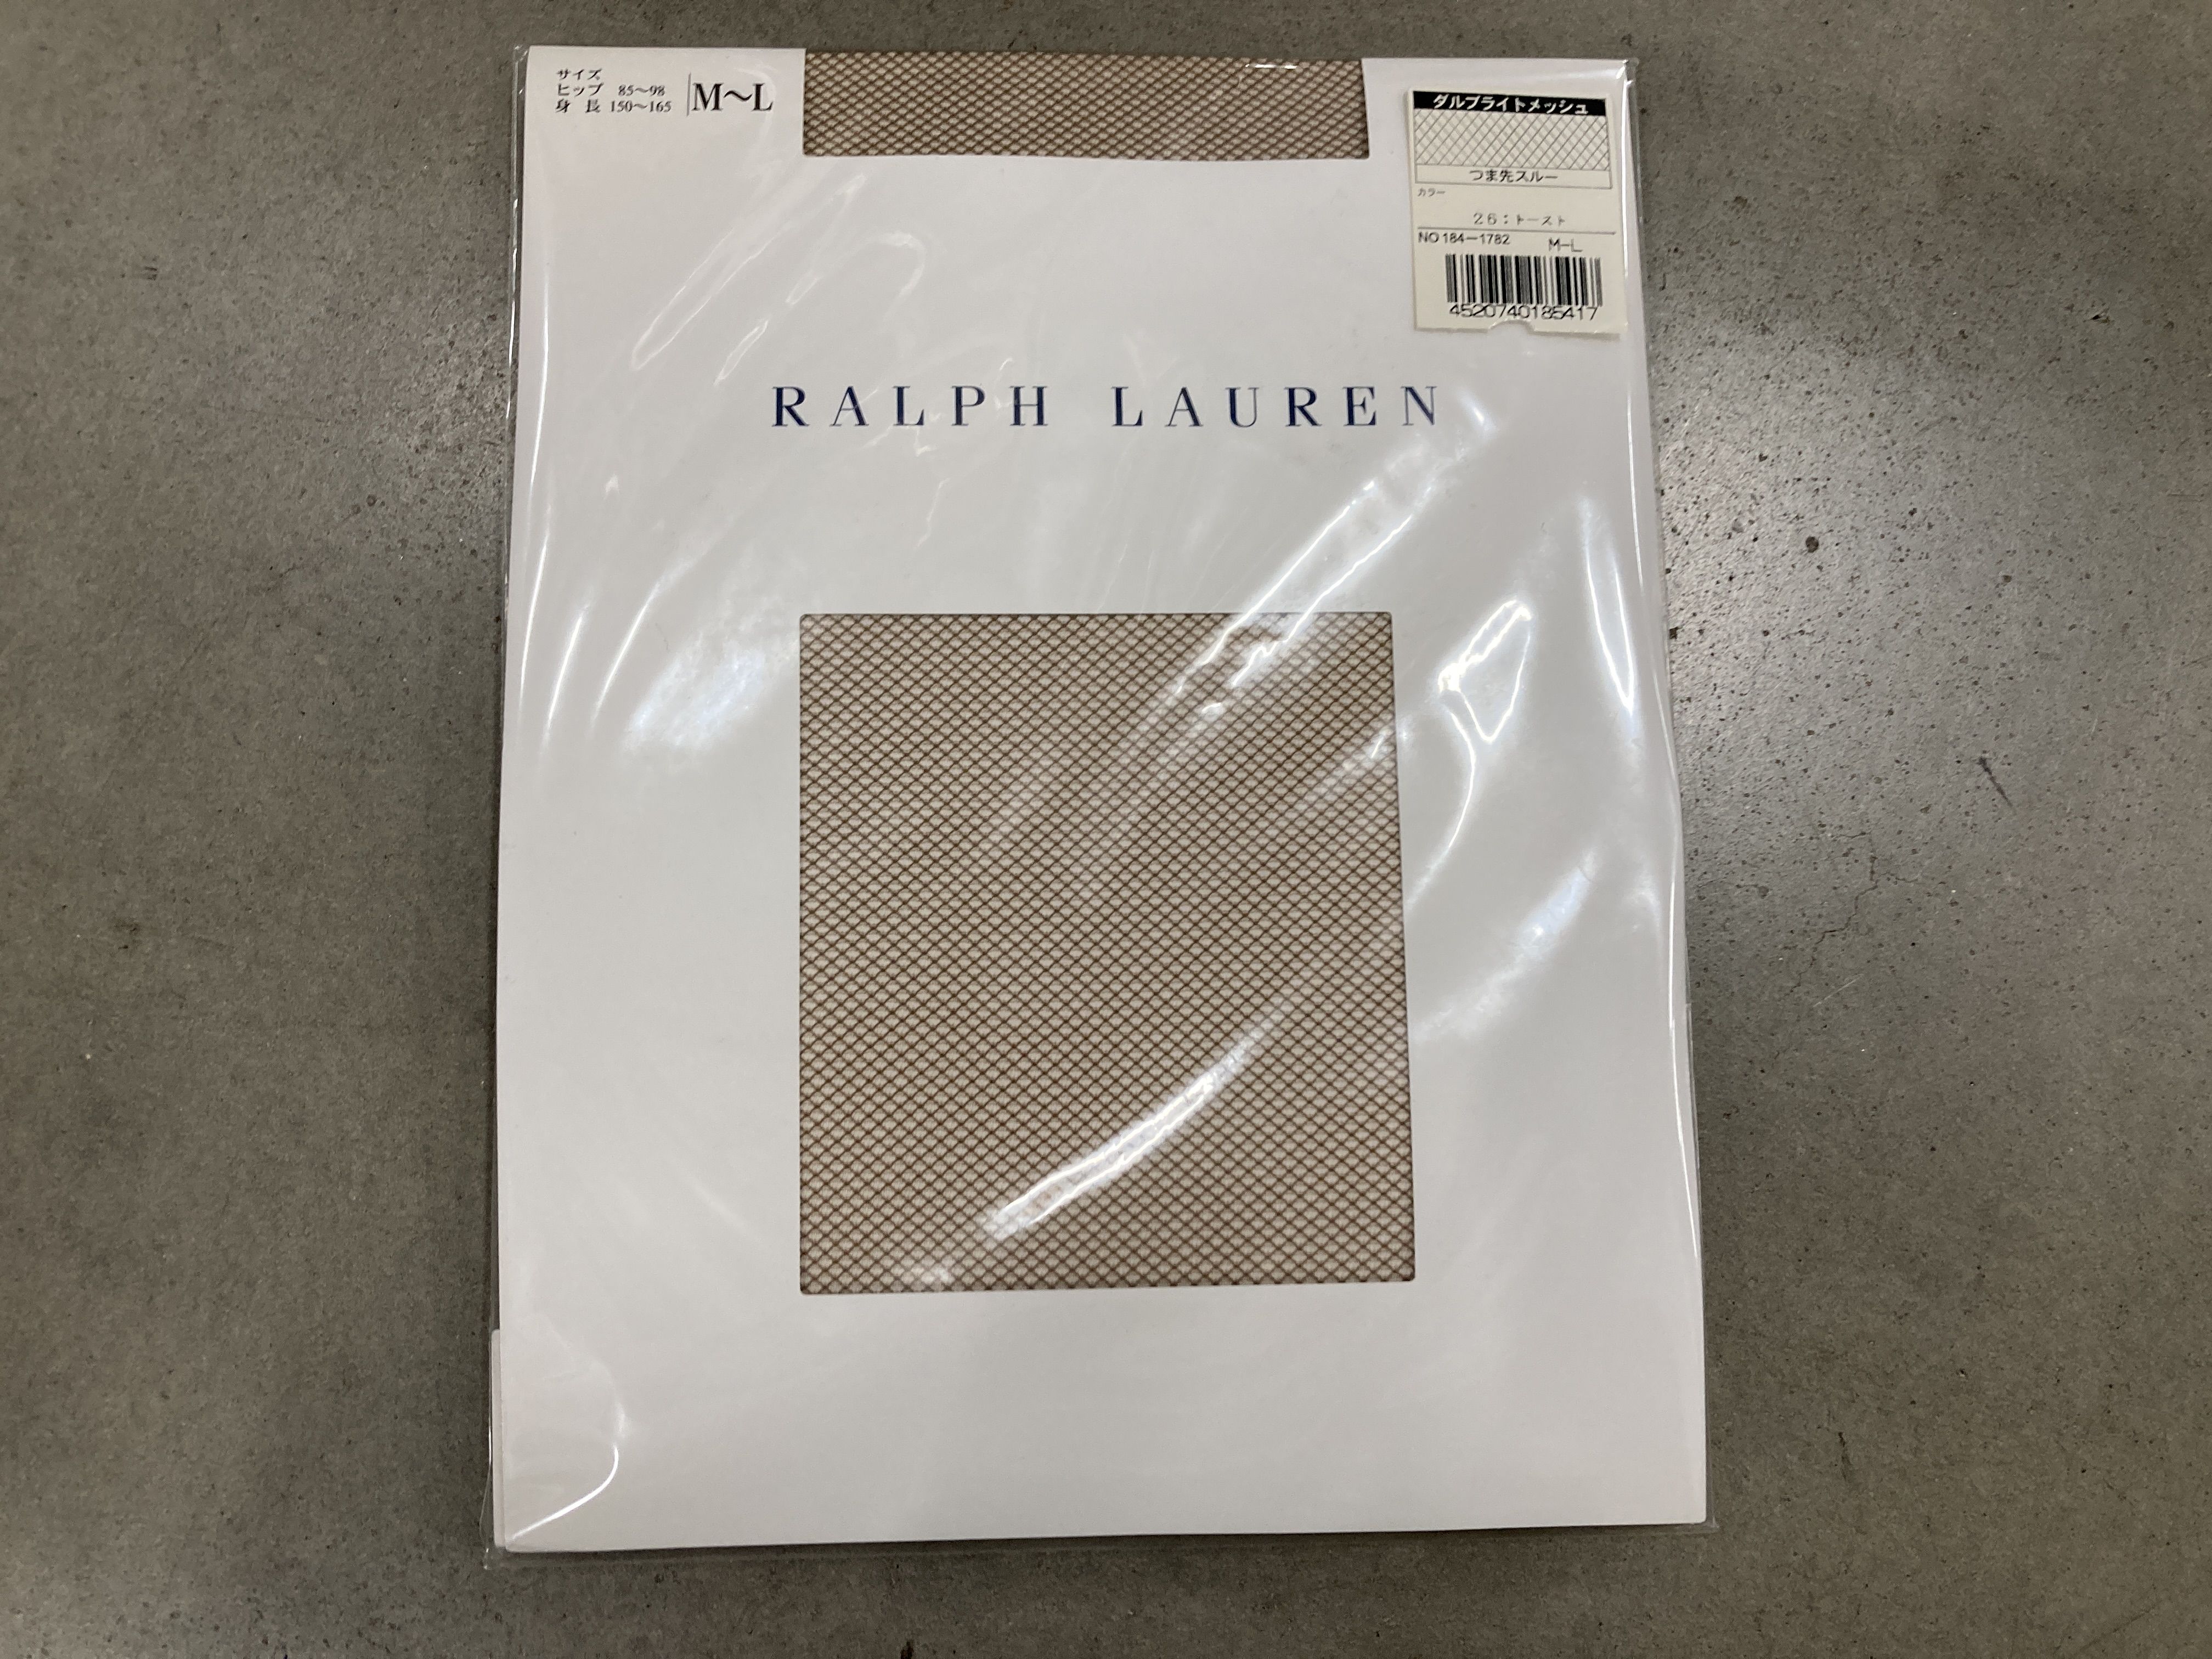 サイズ
ヒップ 85〜98
身長 150〜165
M〜L
ダルブライトメッシュ
つま先スルー
カラー
26:トースト
NO 184-1782 M-L
4520740185417
RALPH LAUREN